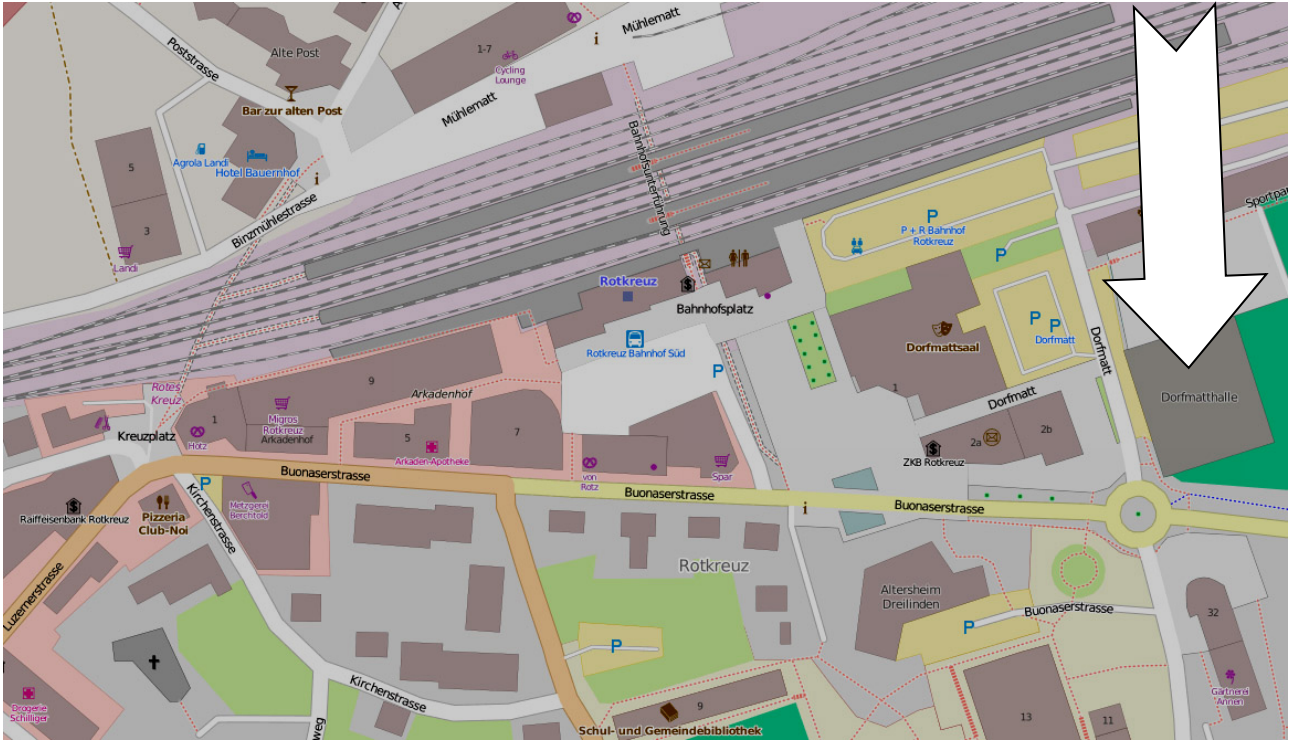 Mühlematt
Alte Post
1-7
i
Cycling
Lounge
Poststrasse
Bar zur alten Post
Mühlematt
Bahnhofsunterführung
5
Agrola Landi
Hotel Bauernhof
i
3
Binzmühlestrasse
Landi
P
P + R Bahnhof
Rotkreuz
P
Rotkreuz
Bahnhofsplatz
P P
Dorfmatt
Dorfmattsaal
Dorfmatt
Rotkreuz Bahnhof Süd
P
Rotes
Kreuz
9
Arkadenhof
1
Dorfmatt
Dorfmatthalle
Migros
Rotkreuz
Arkadenhof
1
Hotz
Kreuzplatz
5
7
Arkaden-Apotheke
2a
2b
ZKB Rotkreuz
von
Rotz
Spar
Buonaserstrasse
Buonaserstrasse
Buonaserstrasse
i
P
Metzgerei
Berchtold
Raiffeisenbank Rotkreuz
Pizzeria
Club-Noi
Kirchenstrasse
Luzernerstrasse
Rotkreuz
Altersheim
Dreilinden
Buonaserstrasse
P
32
P
Kirchenstrasse
Gärtnerei
Annen
Drogerie
Schilliger
weg
9
Schul- und Gemeindebibliothek
13
11